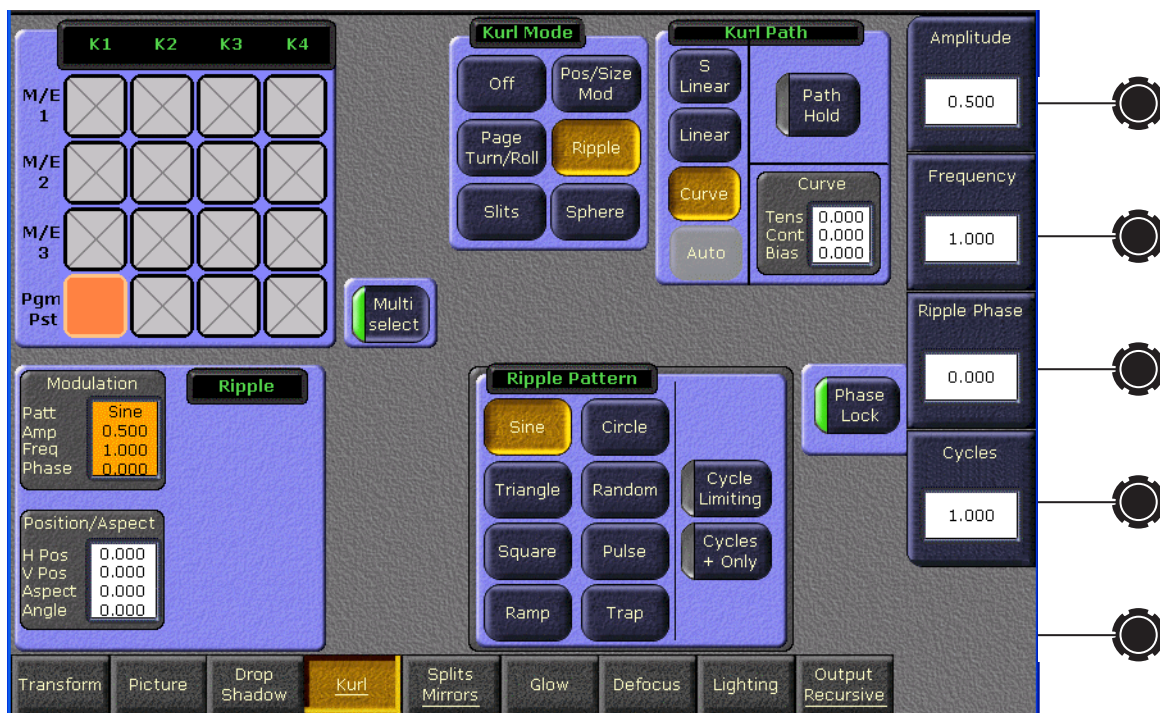 K1 K2 K3 K4
M/E
1
M/E
2
M/E
3
Pgm
Pst
Multi
select
Kurl Mode
Off
Pos/Size
Mod
Page
Turn/Roll
Ripple
Slits
Sphere
Kurl Path
S
Linear
Linear
Curve
Auto
Path
Hold
Curve
Tens 0.000
Cont 0.000
Bias 0.000
Amplitude
0.500
Frequency
1.000
Ripple Phase
0.000
Cycles
1.000
Modulation
Patt Sine
Amp 0.500
Freq 1.000
Phase 0.000
Ripple
Position/Aspect
H Pos 0.000
V Pos 0.000
Aspect 0.000
Angle 0.000
Ripple Pattern
Sine
Circle
Triangle
Random
Square
Pulse
Ramp
Trap
Cycle
Limiting
Cycles
+ Only
Phase
Lock
Transform
Picture
Drop
Shadow
Kurl
Splits
Mirrors
Glow
Defocus
Lighting
Output
Recursive